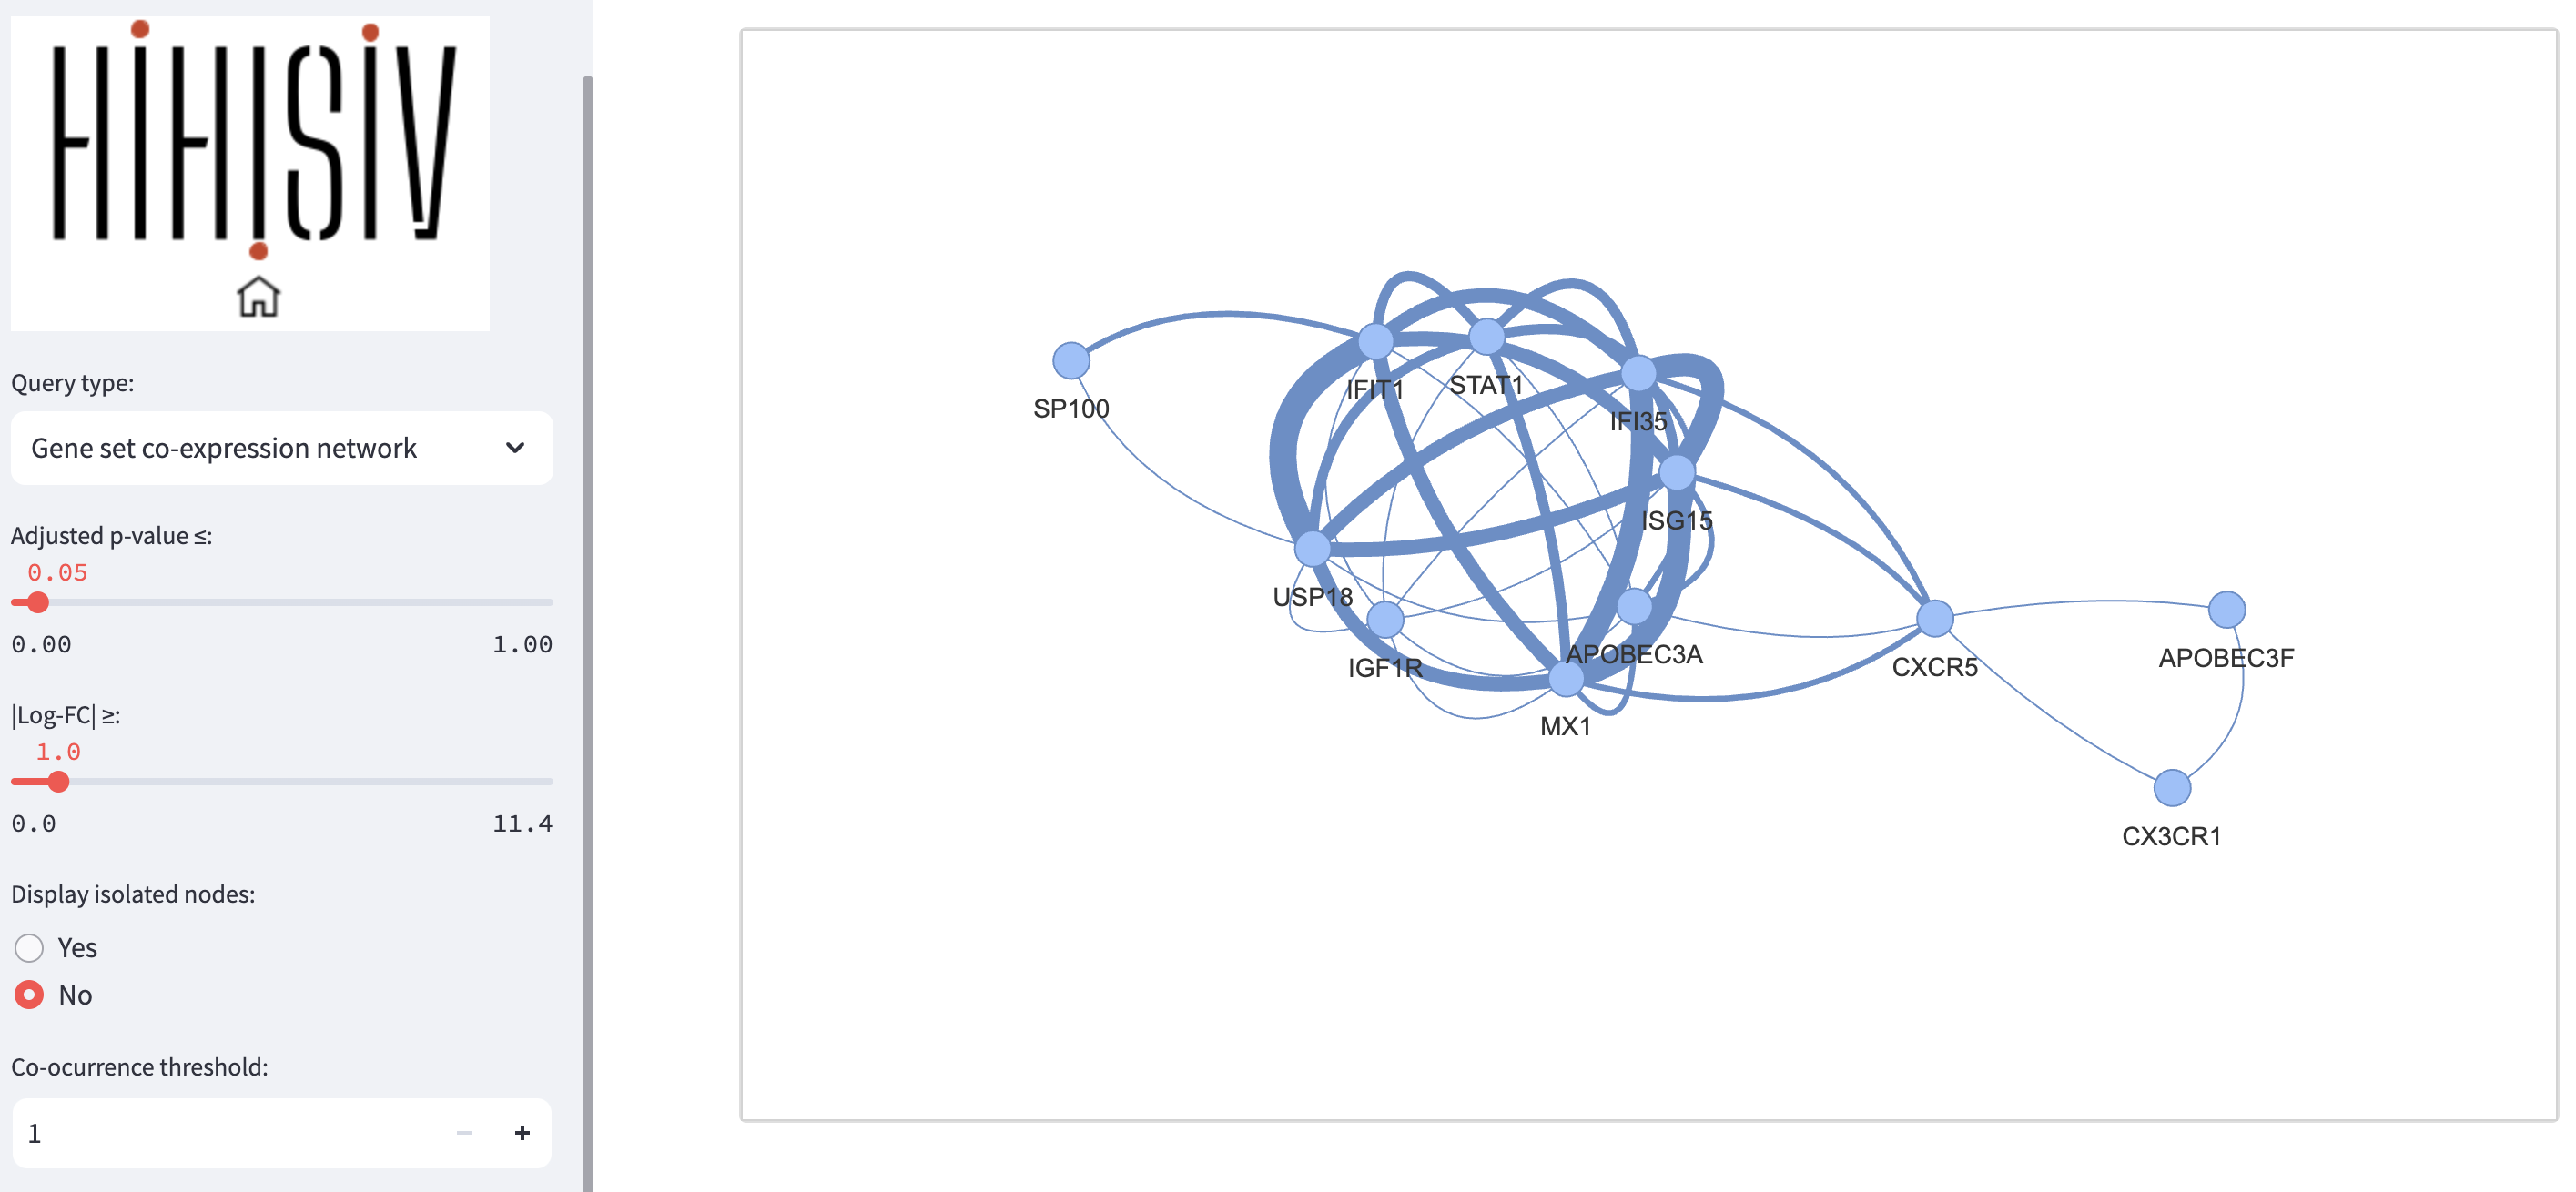 HIHISIV
Query type:
Gene set co-expression network
Adjusted p-value ≤:
0.05
0.00 1.00
|Log-FC| ≥:
1.0
0.0 11.4
Display isolated nodes:
Yes
No
Co-ocurrence threshold:
1 − +
SP100
IFIT1
STAT1
IFI35
ISG15
USP18
IGF1R
APOBEC3A
MX1
CXCR5
APOBEC3F
CX3CR1